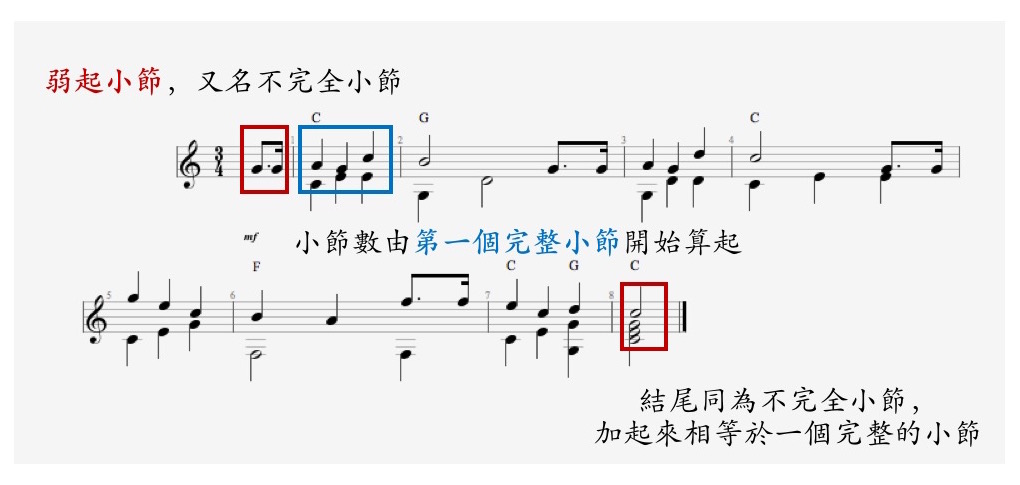 弱起小節，又名不完全小節
C G C
3
4
1 2 3 4
mf
小節數由第一個完整小節開始算起
F C G C
5 6 7 8
結尾同為不完全小節，
加起來相等於一個完整的小節